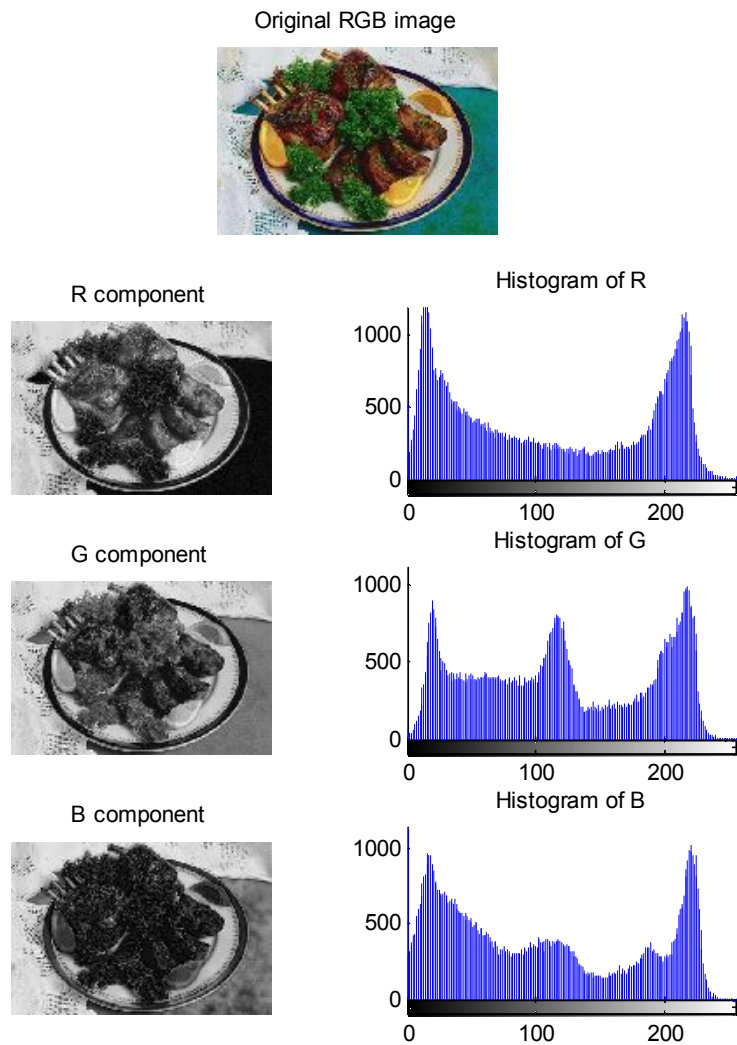 Original RGB image
R component
Histogram of R
1000
500
0
0 100 200
G component
Histogram of G
1000
500
0
0 100 200
B component
Histogram of B
1000
500
0
0 100 200